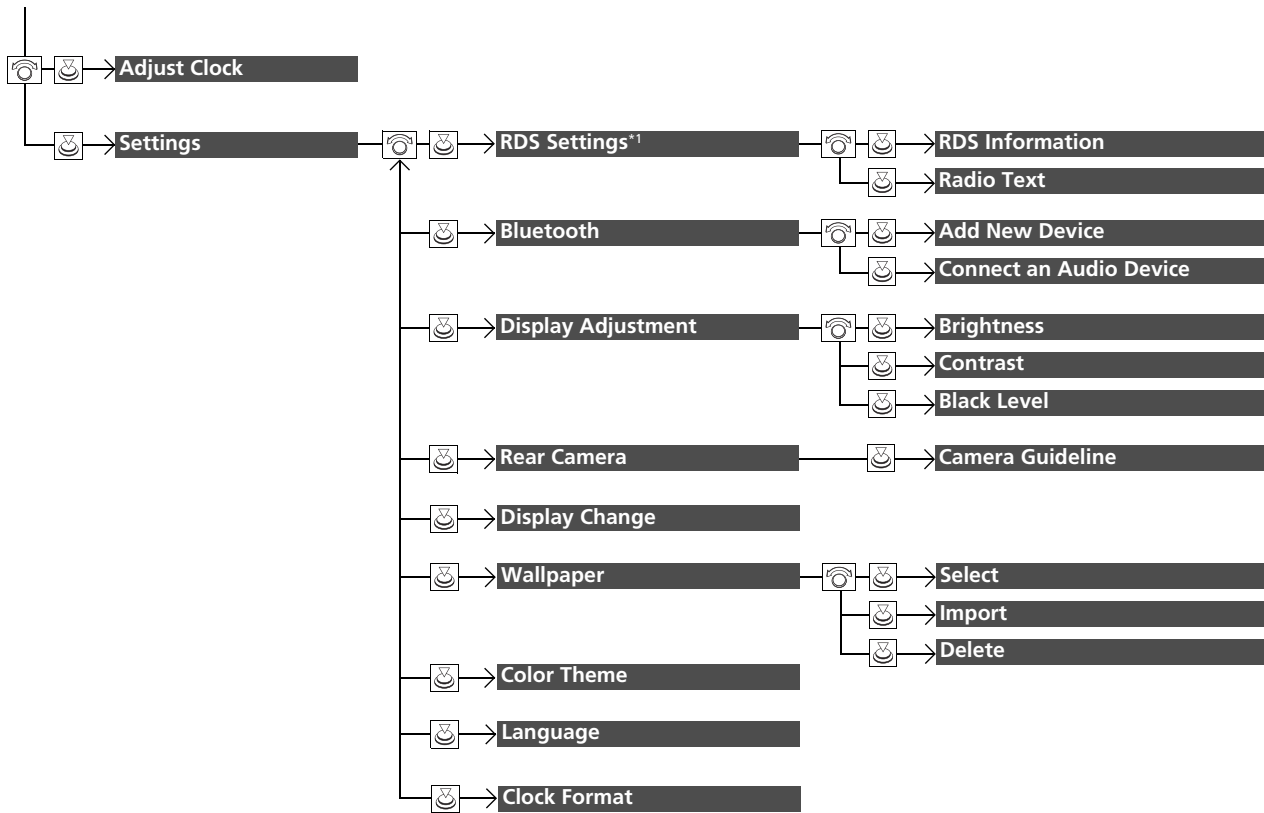 Adjust Clock
Settings
RDS Settings*1
RDS Information
Radio Text
Bluetooth
Add New Device
Connect an Audio Device
Display Adjustment
Brightness
Contrast
Black Level
Rear Camera
Camera Guideline
Display Change
Wallpaper
Select
Import
Delete
Color Theme
Language
Clock Format